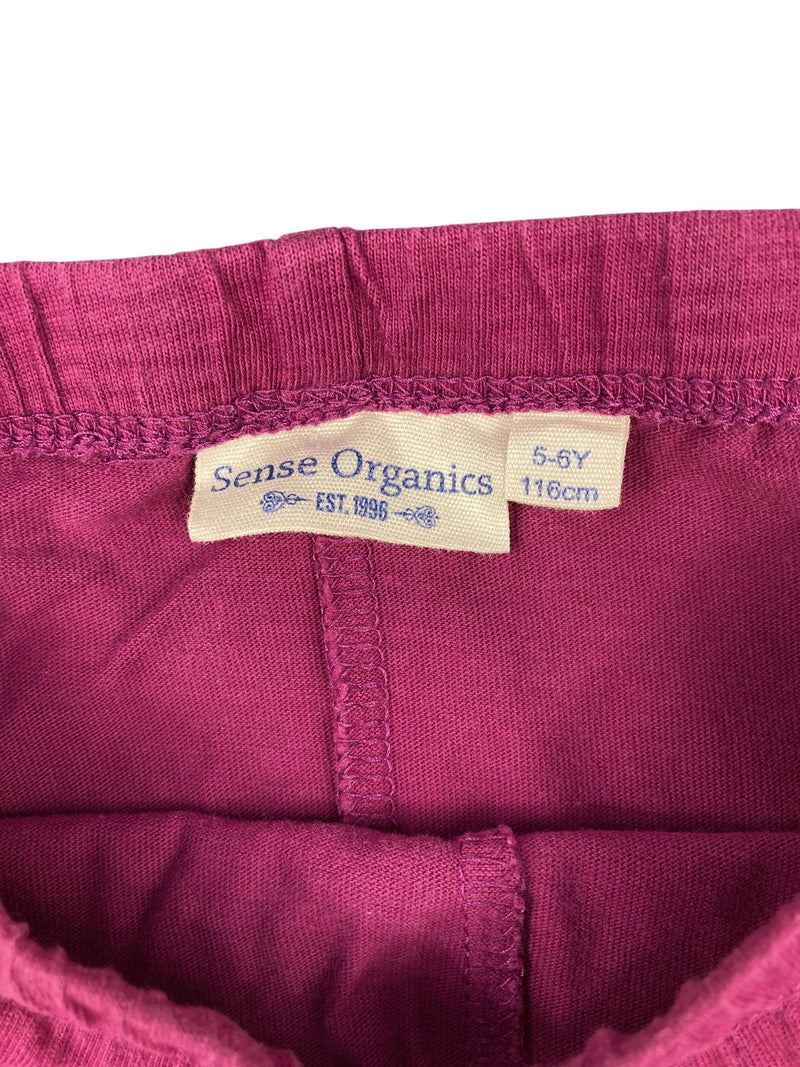 Sense Organics
EST. 1996
5-6Y
116cm